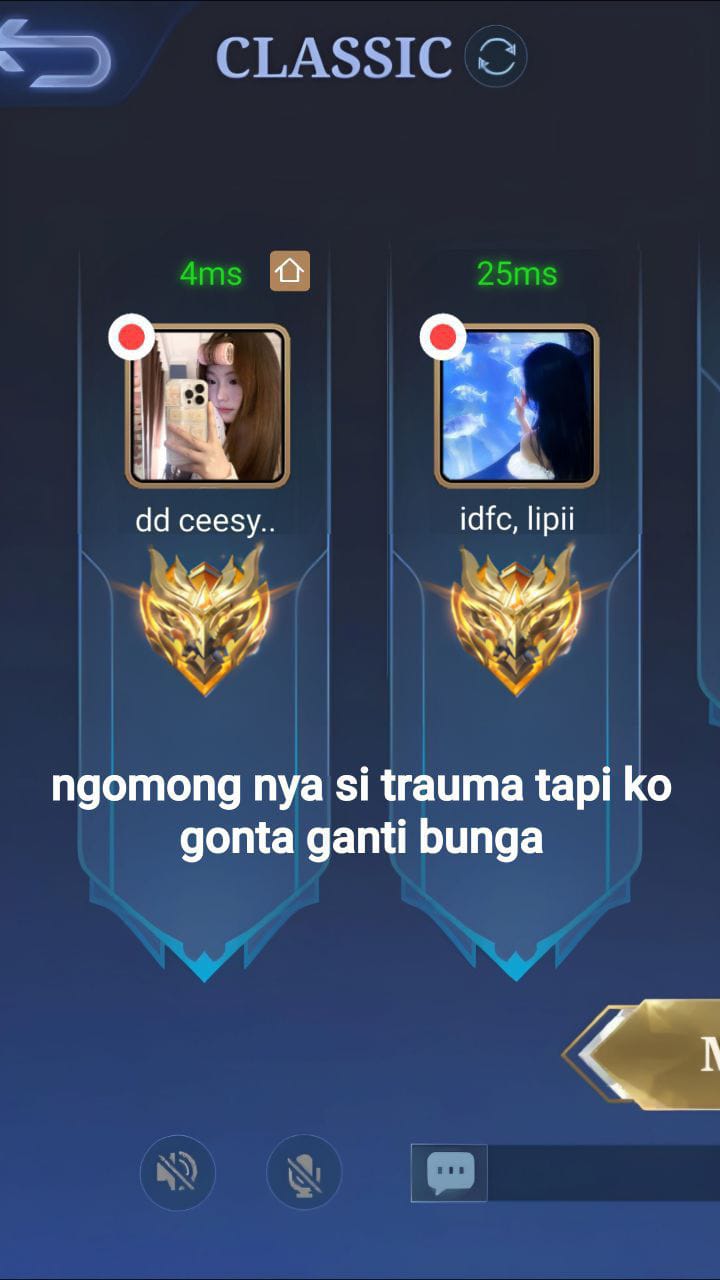 CLASSIC
4ms
25ms
dd ceesy..
idfc, lipii
ngomong nya si trauma tapi ko
gonta ganti bunga
M